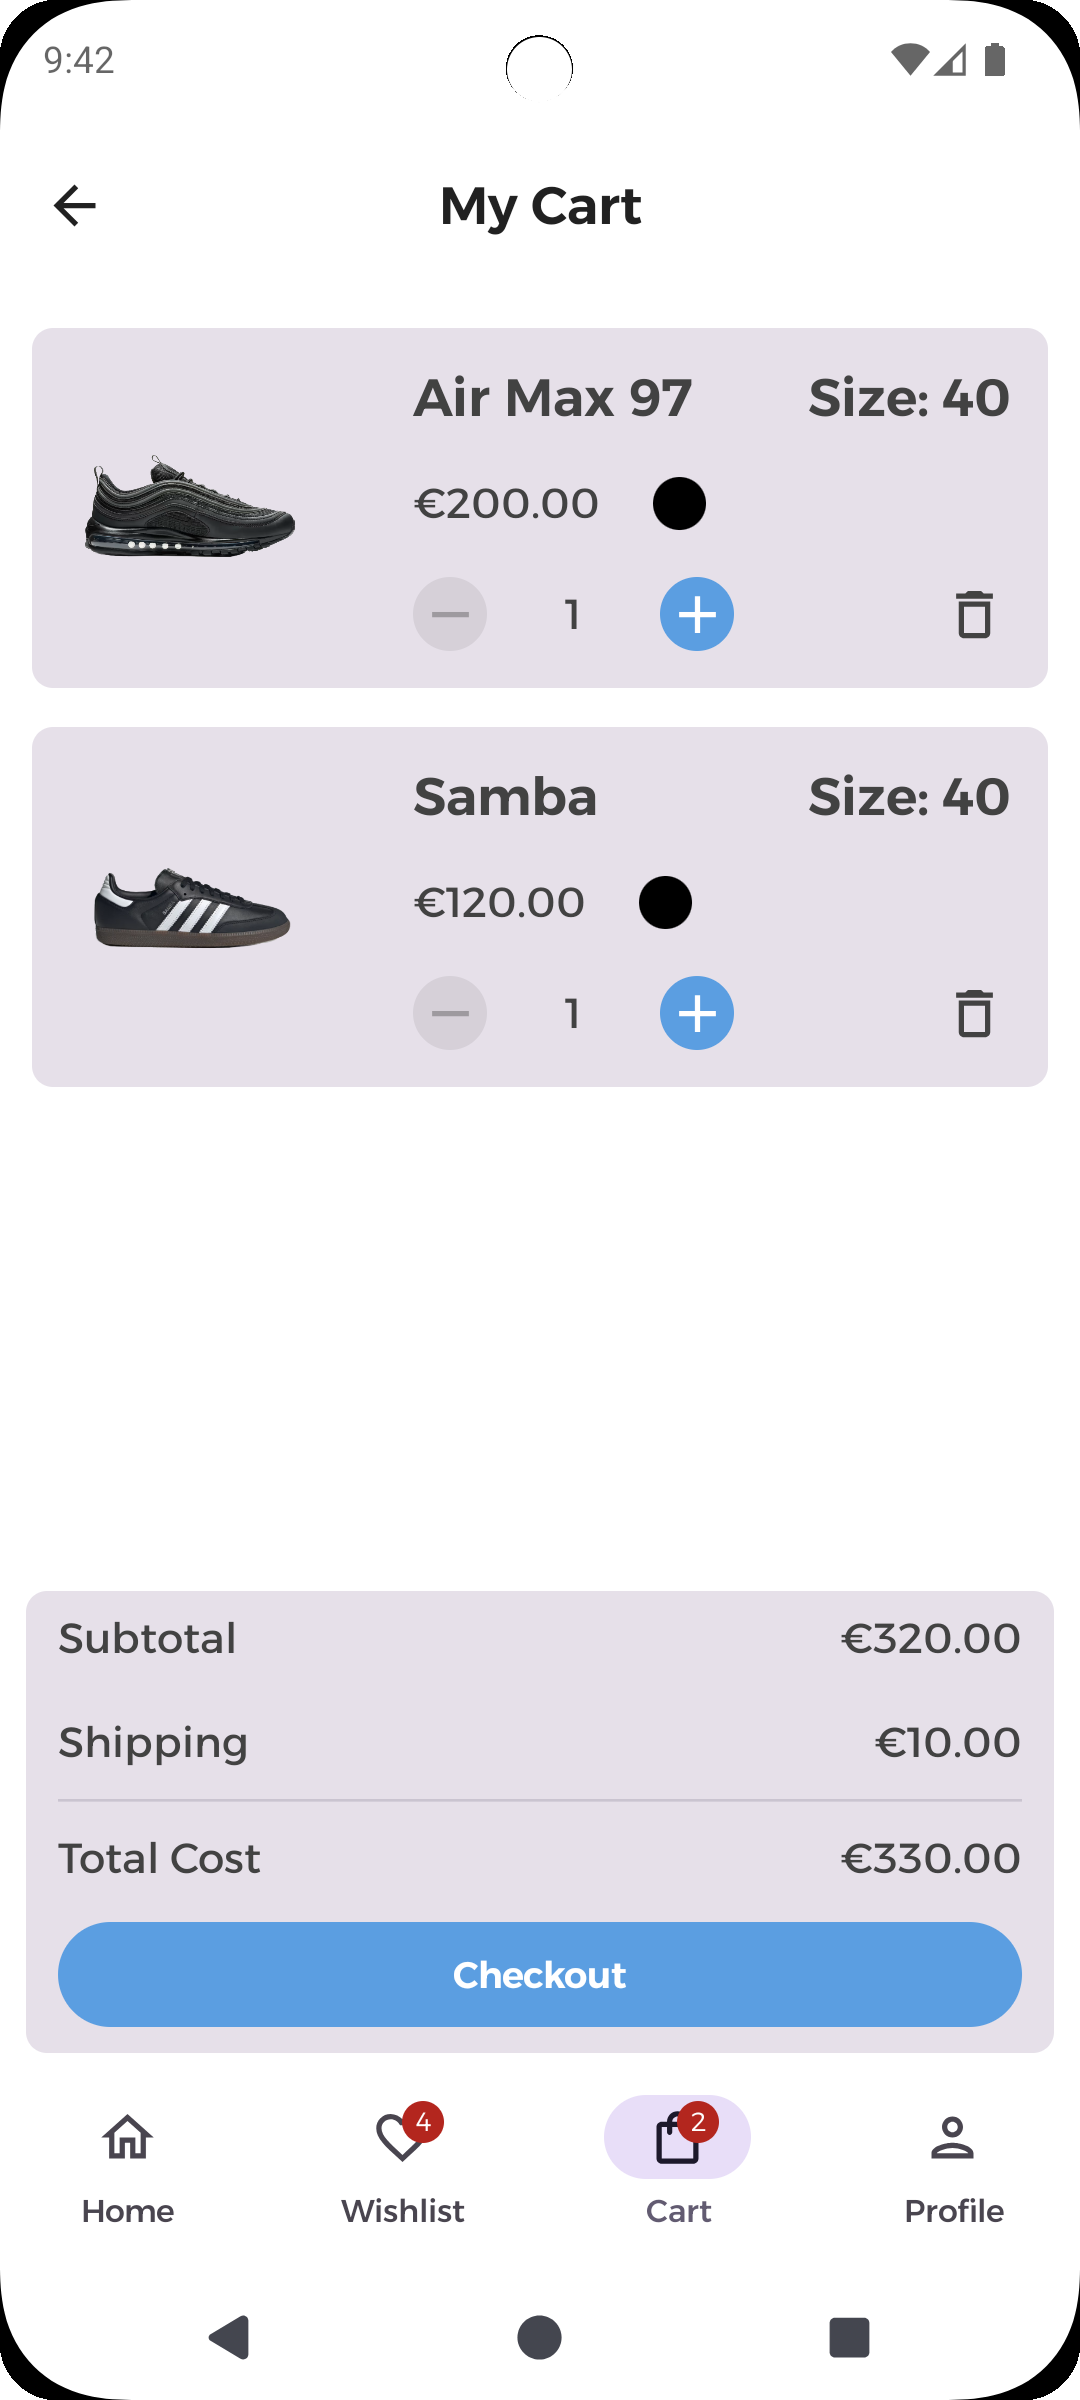 9:42
My Cart
Air Max 97 Size: 40
€200.00
1
Samba Size: 40
€120.00
1
Subtotal €320.00
Shipping €10.00
Total Cost €330.00
Checkout
4 2
Home Wishlist Cart Profile